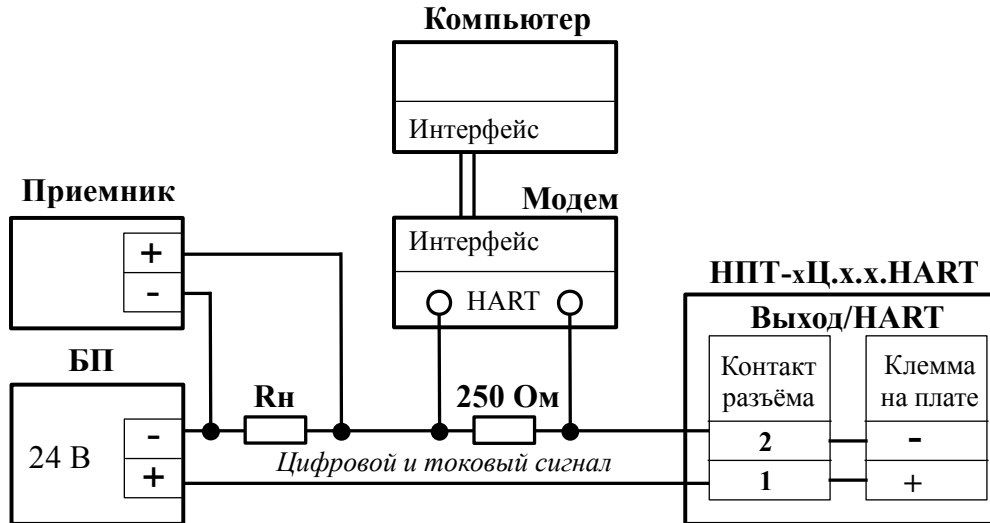 Компьютер
Интерфейс
Приемник
+
-
Модем
Интерфейс
HART
НПТ-хЦ.х.х.HART
Выход/HART
Контакт разъёма
Клемма на плате
2
-
1
+
БП
24 В
-
+
Rн
250 Ом
Цифровой и токовый сигнал